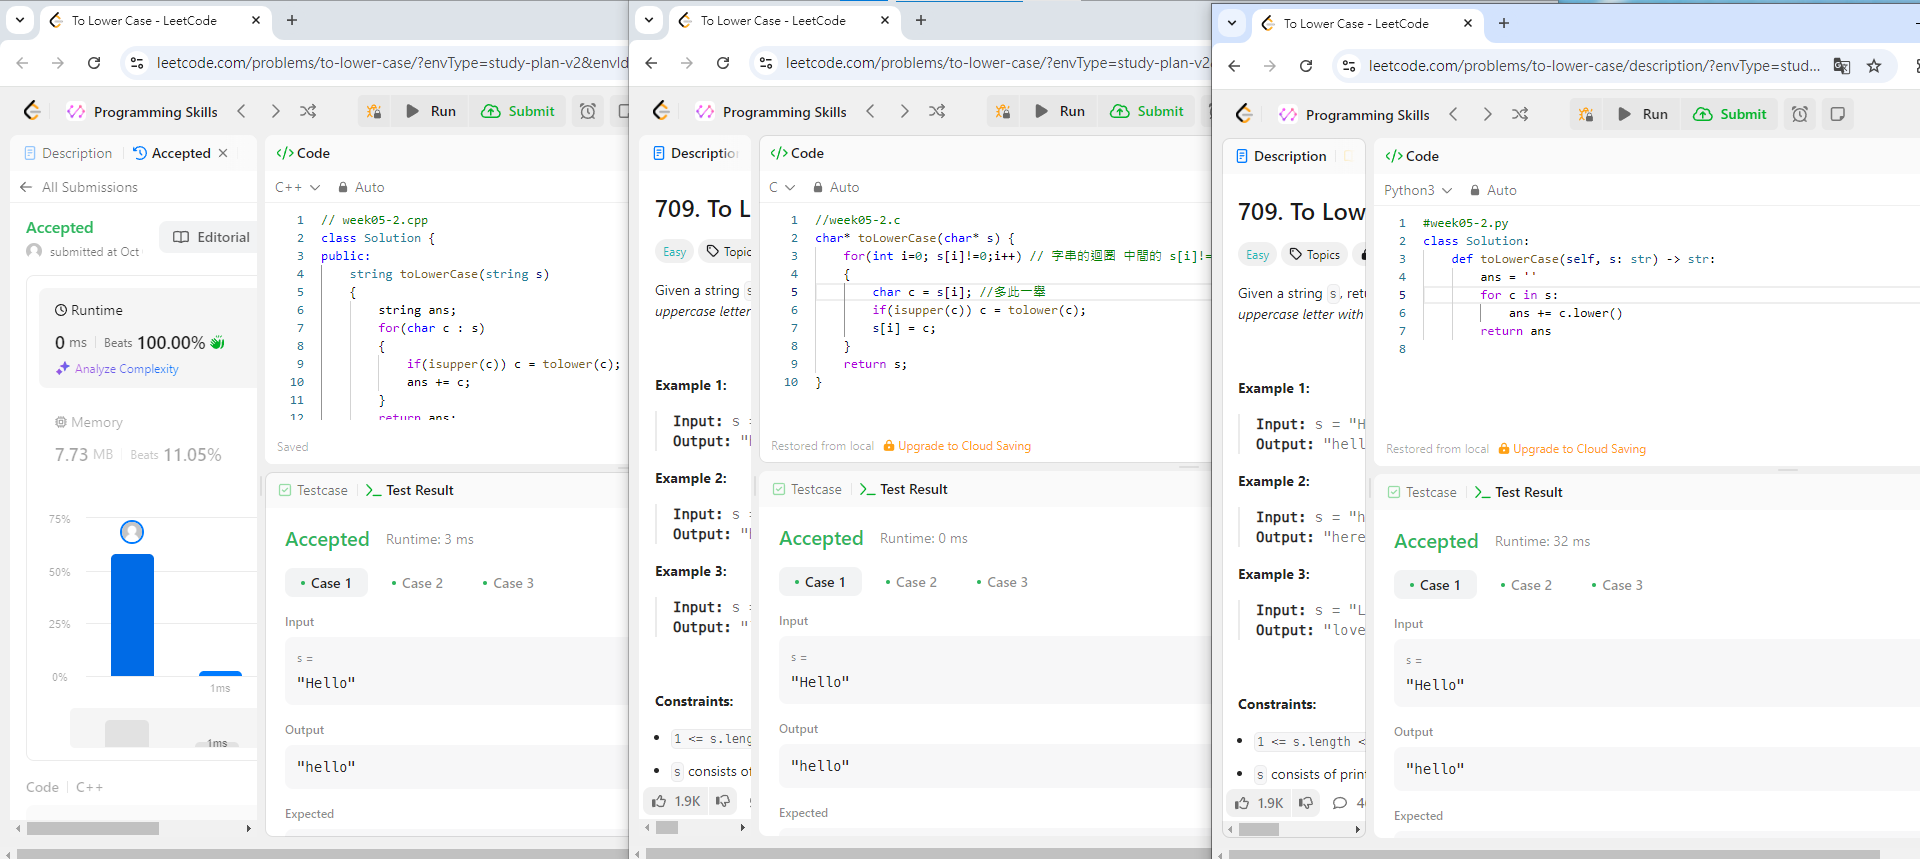 To Lower Case - LeetCode
leetcode.com/problems/to-lower-case/?envType=study-plan-v2&envId
Programming Skills
Run
Submit
Description
Accepted
All Submissions
Accepted
submitted at Oct
Editorial
Runtime
0 ms
Beats 100.00%
Analyze Complexity
Memory
7.73 MB
Beats 11.05%
75%
50%
25%
0%
1ms
1ms
Code
C++
</> Code
C++
Auto
1 // week05-2.cpp
2 class Solution {
3 public:
4 string toLowerCase(string s)
5 {
6 string ans;
7 for(char c : s)
8 {
9 if(isupper(c)) c = tolower(c);
10 ans += c;
11 }
12 return ans;
Saved
Testcase
Test Result
Accepted
Runtime: 3 ms
Case 1
Case 2
Case 3
Input
s =
"Hello"
Output
"hello"
Expected
To Lower Case - LeetCode
leetcode.com/problems/to-lower-case/?envType=study-plan-v2
Programming Skills
Run
Submit
Description
709. To L
Easy
Topic
Given a string s
uppercase letter
Example 1:
Input: s =
Output: "h
Example 2:
Input: s =
Output: "h
Example 3:
Input: s =
Output: "
Constraints:
1 <= s.leng
s consists of
1.9K
</> Code
C
Auto
1 //week05-2.c
2 char* toLowerCase(char* s) {
3 for(int i=0; s[i]!=0;i++) // 字串的迴圈 中間的 s[i]!=
4 {
5 char c = s[i]; //多此一舉
6 if(isupper(c)) c = tolower(c);
7 s[i] = c;
8 }
9 return s;
10 }
Restored from local
Upgrade to Cloud Saving
Testcase
Test Result
Accepted
Runtime: 0 ms
Case 1
Case 2
Case 3
Input
s =
"Hello"
Output
"hello"
Expected
To Lower Case - LeetCode
leetcode.com/problems/to-lower-case/description/?envType=stud...
Programming Skills
Run
Submit
Description
709. To Low
Easy
Topics
Given a string s, retu
uppercase letter with
Example 1:
Input: s = "H
Output: "hell
Example 2:
Input: s = "h
Output: "here
Example 3:
Input: s = "L
Output: "love
Constraints:
1 <= s.length <
s consists of print
1.9K
</> Code
Python3
Auto
1 #week05-2.py
2 class Solution:
3 def toLowerCase(self, s: str) -> str:
4 ans = ''
5 for c in s:
6 ans += c.lower()
7 return ans
8
Restored from local
Upgrade to Cloud Saving
Testcase
Test Result
Accepted
Runtime: 32 ms
Case 1
Case 2
Case 3
Input
s =
"Hello"
Output
"hello"
Expected